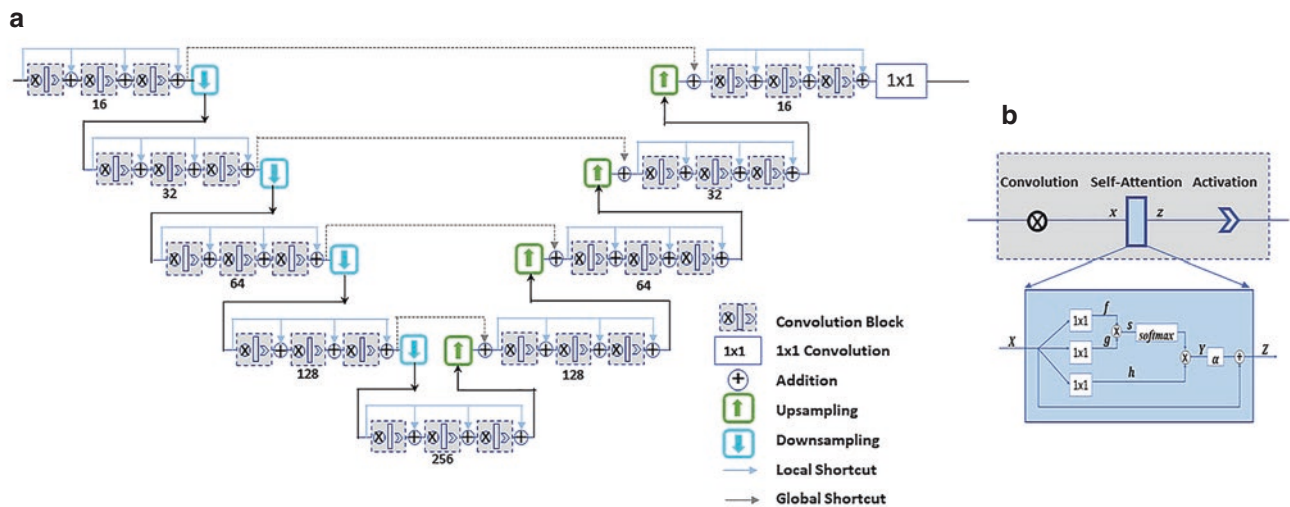 a
16
16
1x1
32
32
64
64
128
128
256
Convolution Block
1x1
1x1 Convolution
Addition
Upsampling
Downsampling
Local Shortcut
Global Shortcut
b
Convolution
Self-Attention
Activation
x
z
X
1x1
f
1x1
g
s
softmax
1x1
h
Y
α
Z